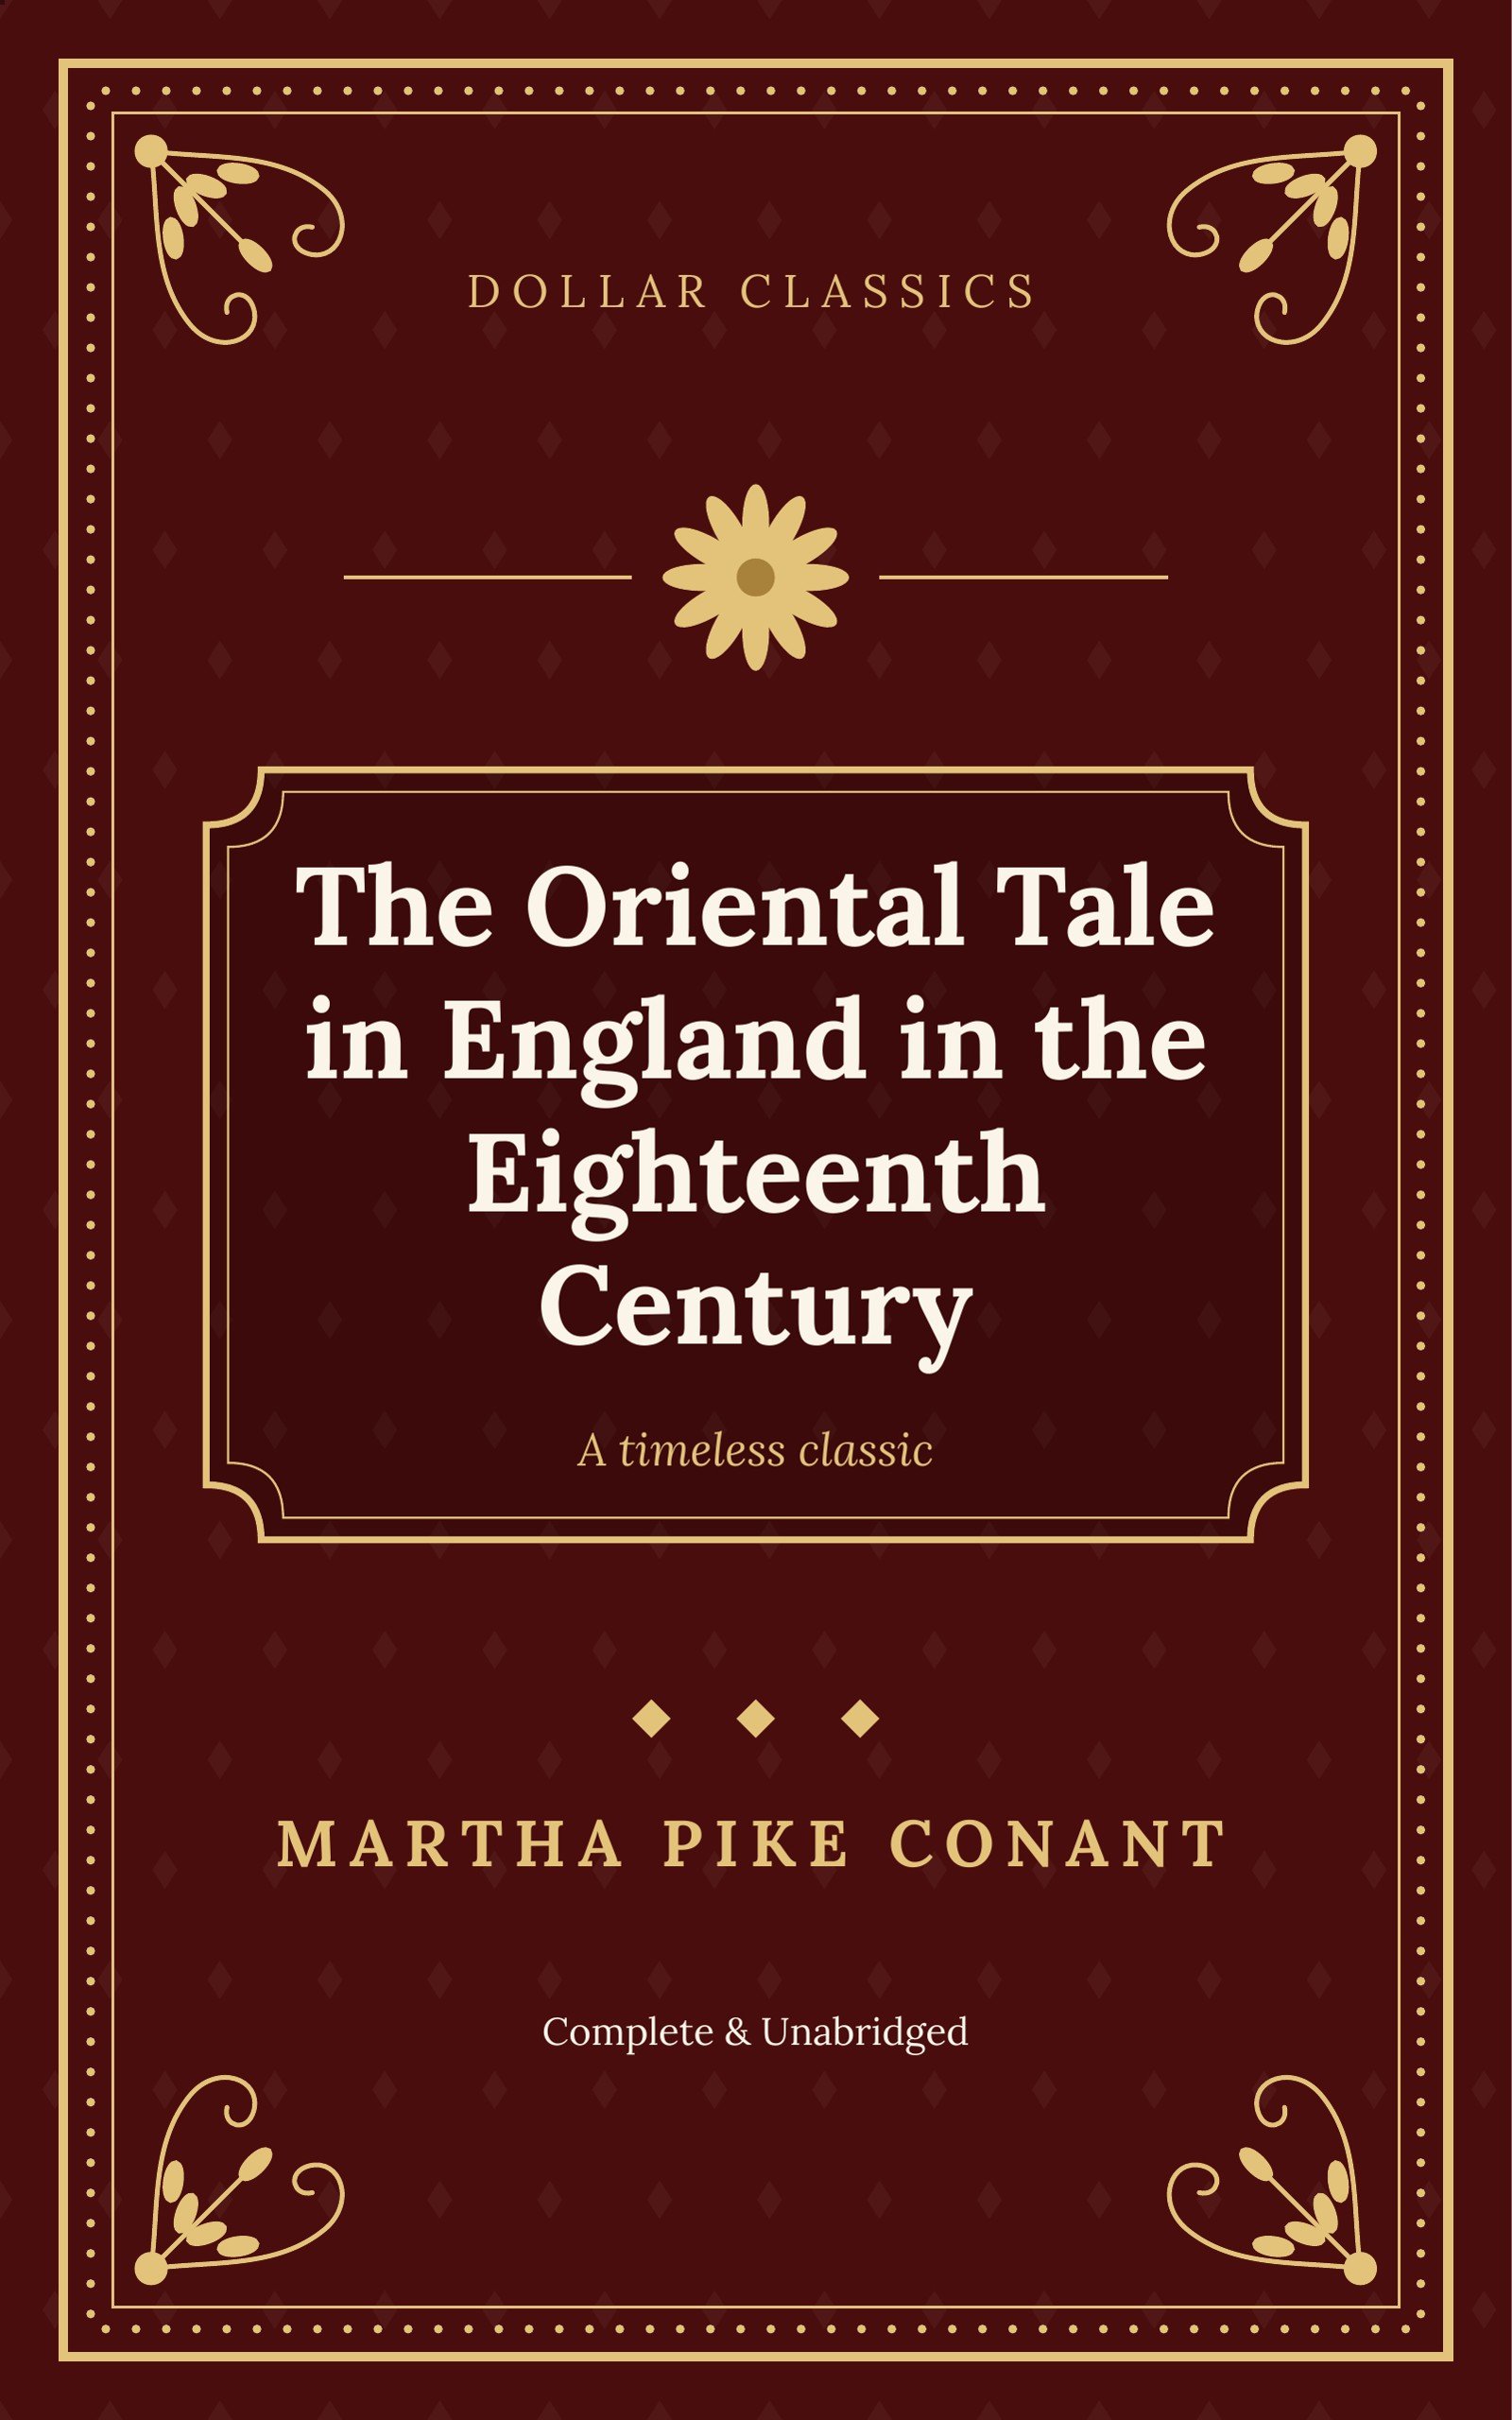 DOLLAR CLASSICS
The Oriental Tale
in England in the
Eighteenth
Century
A timeless classic
MARTHA PIKE CONANT
Complete & Unabridged